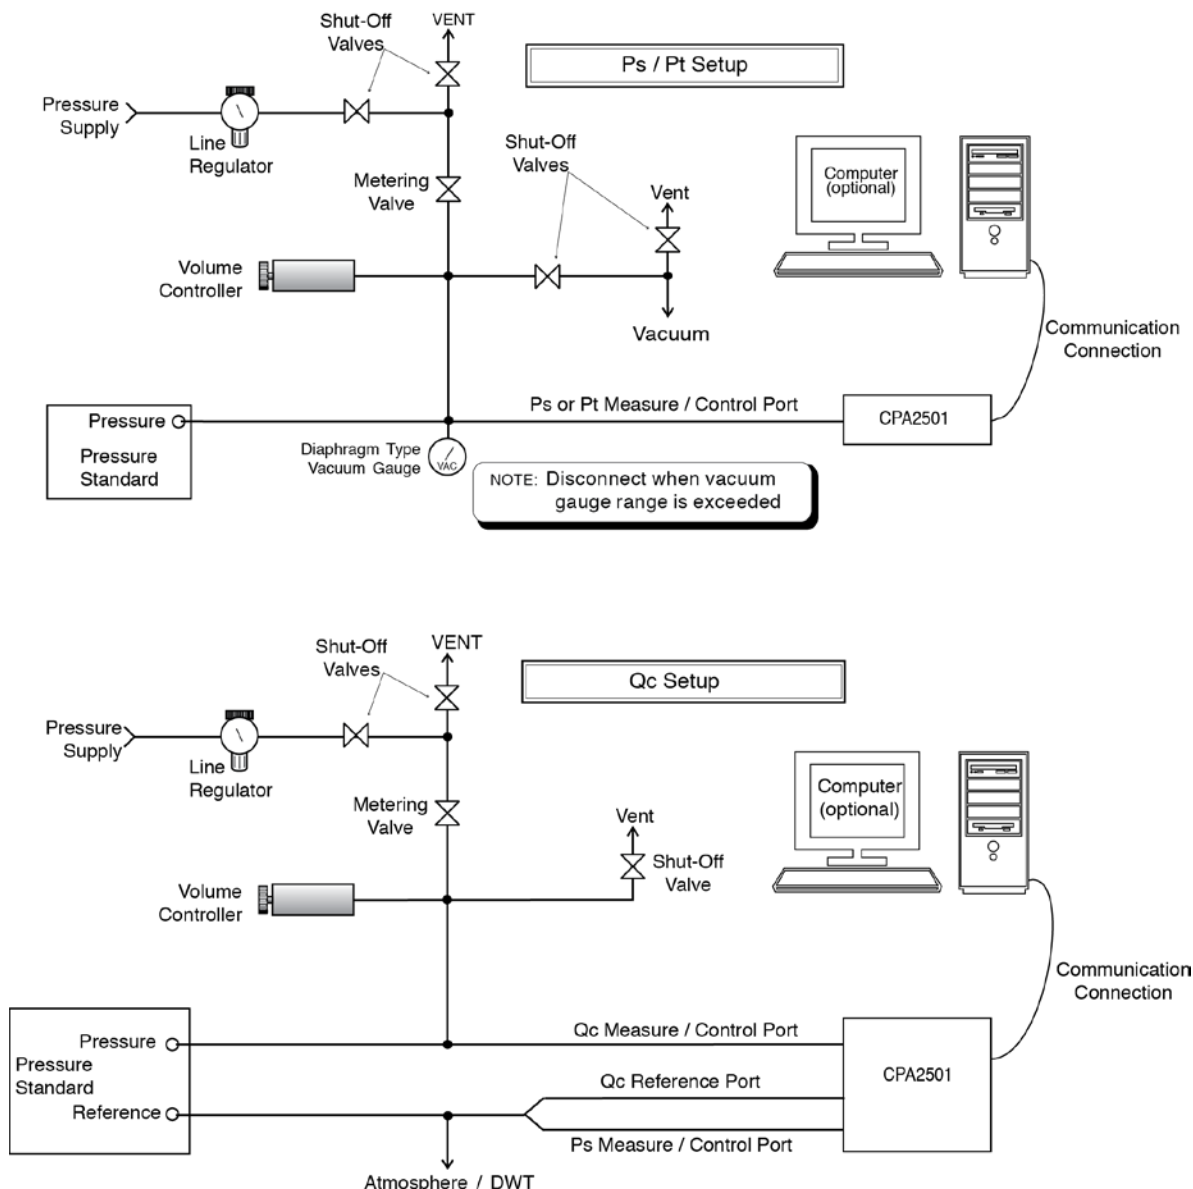 Shut-Off
Valves
VENT
Ps / Pt Setup
Pressure
Supply
Line
Regulator
Metering
Valve
Shut-Off
Valves
Vent
Computer
(optional)
Volume
Controller
Vacuum
Communication
Connection
Pressure
Pressure
Standard
Ps or Pt Measure / Control Port
CPA2501
Diaphragm Type
Vacuum Gauge
VAC
NOTE: Disconnect when vacuum
gauge range is exceeded
Shut-Off
Valves
VENT
Qc Setup
Pressure
Supply
Line
Regulator
Metering
Valve
Vent
Shut-Off
Valve
Computer
(optional)
Volume
Controller
Communication
Connection
Pressure
Pressure
Standard
Reference
Qc Measure / Control Port
Qc Reference Port
Ps Measure / Control Port
CPA2501
Atmosphere / DWT